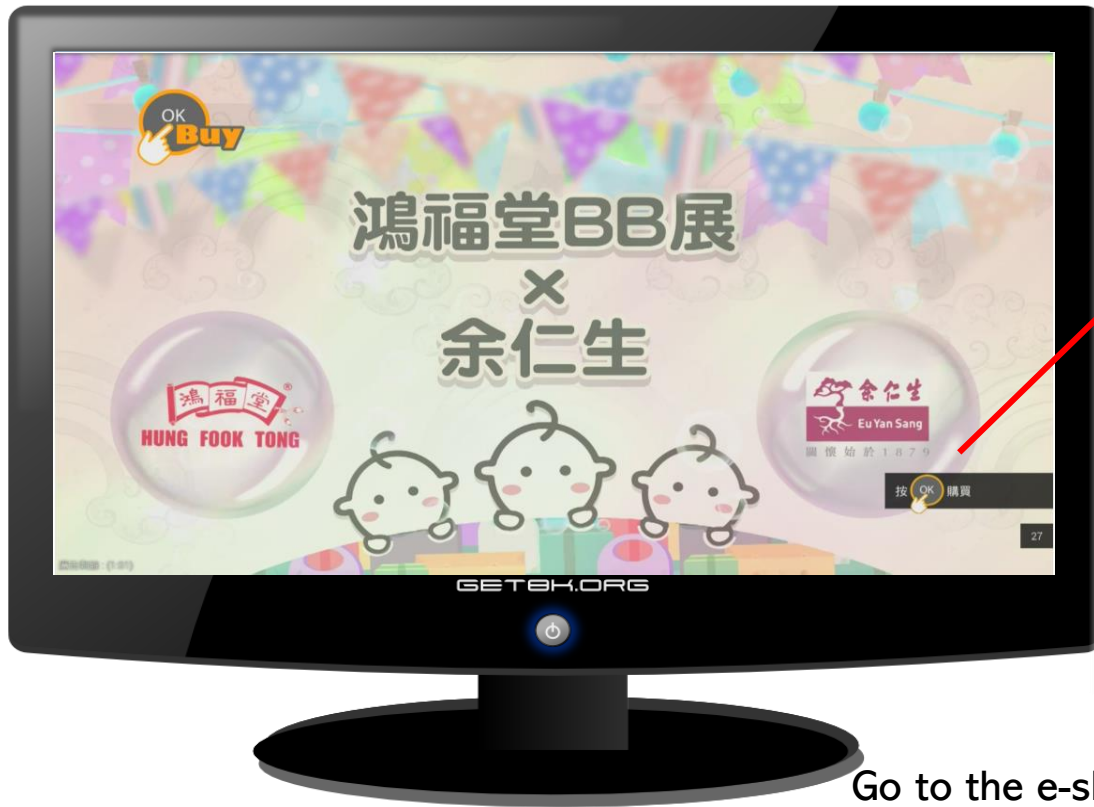 OK
Buy
鴻福堂BB展
×
余仁生
鴻福堂®
HUNG FOOK TONG
余仁生
Eu Yan Sang
關懷始於1879
按 OK 購買
27
GET8K.ORG
Go to the e-s